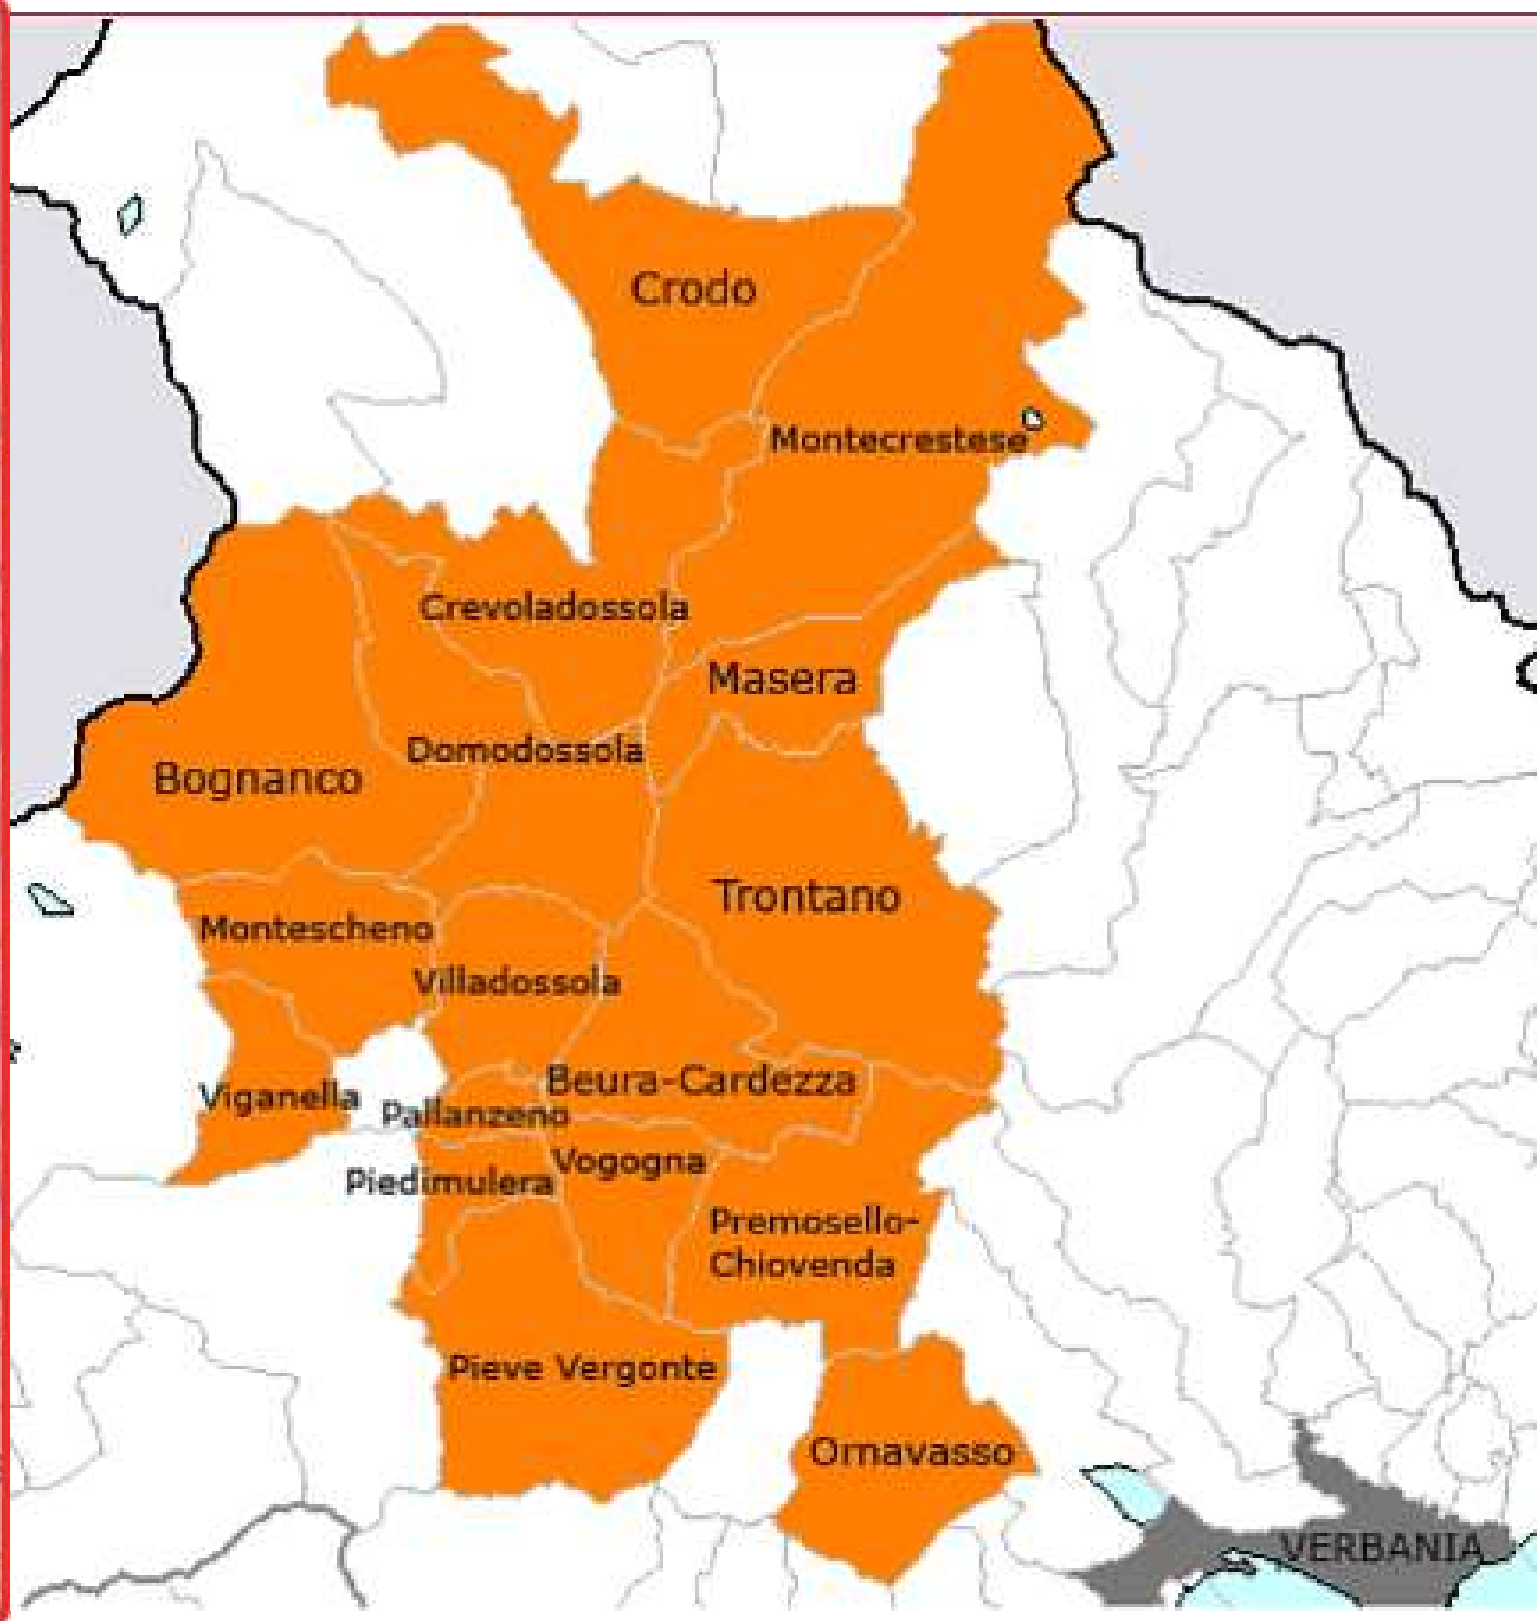 Crodo
Montecrestese
Crevoladossola
Masera
Domodossola
Bognanco
Trontano
Montescheno
Villadossola
Beura-Cardezza
Viganella
Pallanzeno
Vogogna
Piedimulera
Premosello-
Chiovenda
Pieve Vergonte
Ornavasso
VERBANIA